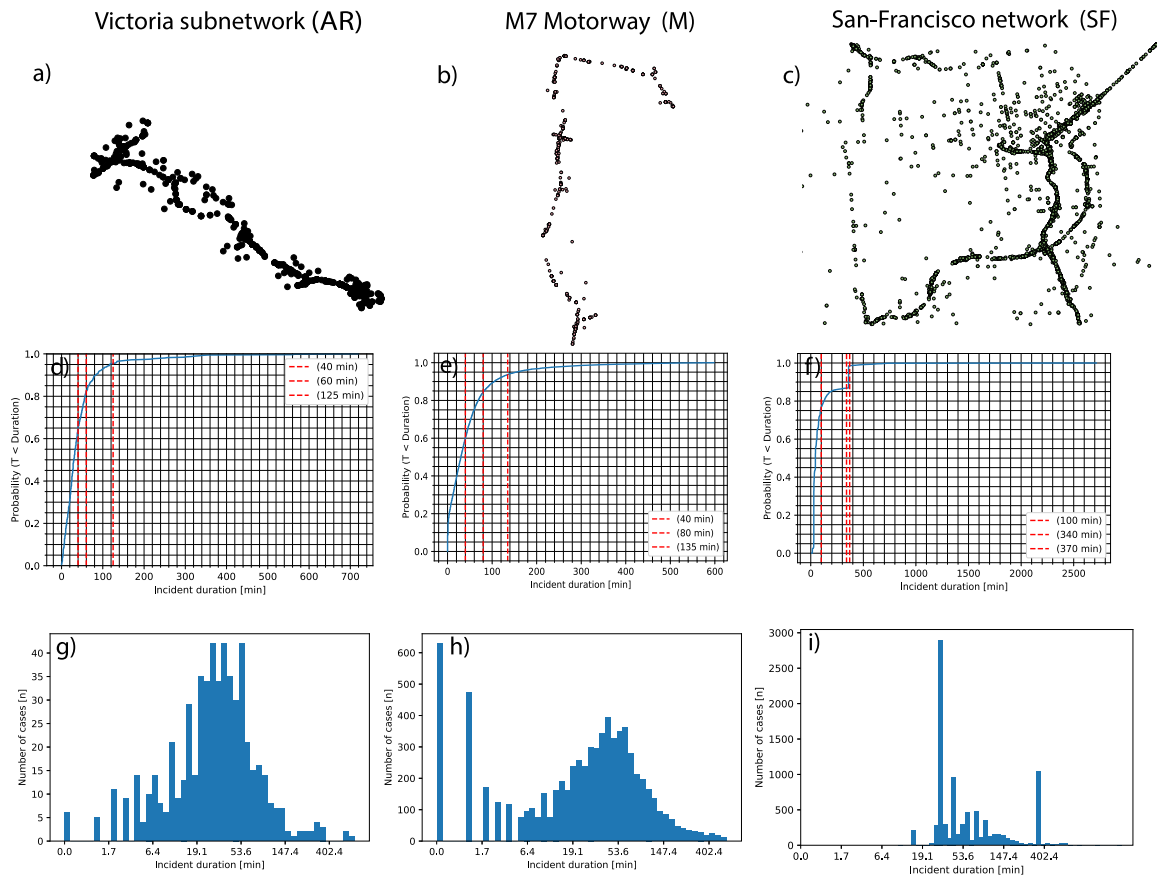 Victoria subnetwork (AR)
M7 Motorway (M)
San-Francisco network (SF)
a)
b)
c)
d)
1.0
0.8
0.6
0.4
0.2
0.0
Probability (T < Duration)
(40 min)
(60 min)
(125 min)
0 100 200 300 400 500 600 700
Incident duration [min]
e)
1.0
0.8
0.6
0.4
0.2
0.0
Probability (T < Duration)
(40 min)
(80 min)
(135 min)
0 100 200 300 400 500 600
Incident duration [min]
f)
1.0
0.8
0.6
0.4
0.2
0.0
Probability (T < Duration)
(100 min)
(340 min)
(370 min)
0 500 1000 1500 2000 2500
Incident duration [min]
g)
40
35
30
25
20
15
10
5
0
Number of cases [n]
0.0 1.7 6.4 19.1 53.6 147.4 402.4
Incident duration [min]
h)
600
500
400
300
200
100
0
Number of cases [n]
0.0 1.7 6.4 19.1 53.6 147.4 402.4
Incident duration [min]
i)
3000
2500
2000
1500
1000
500
0
Number of cases [n]
0.0 1.7 6.4 19.1 53.6 147.4 402.4
Incident duration [min]